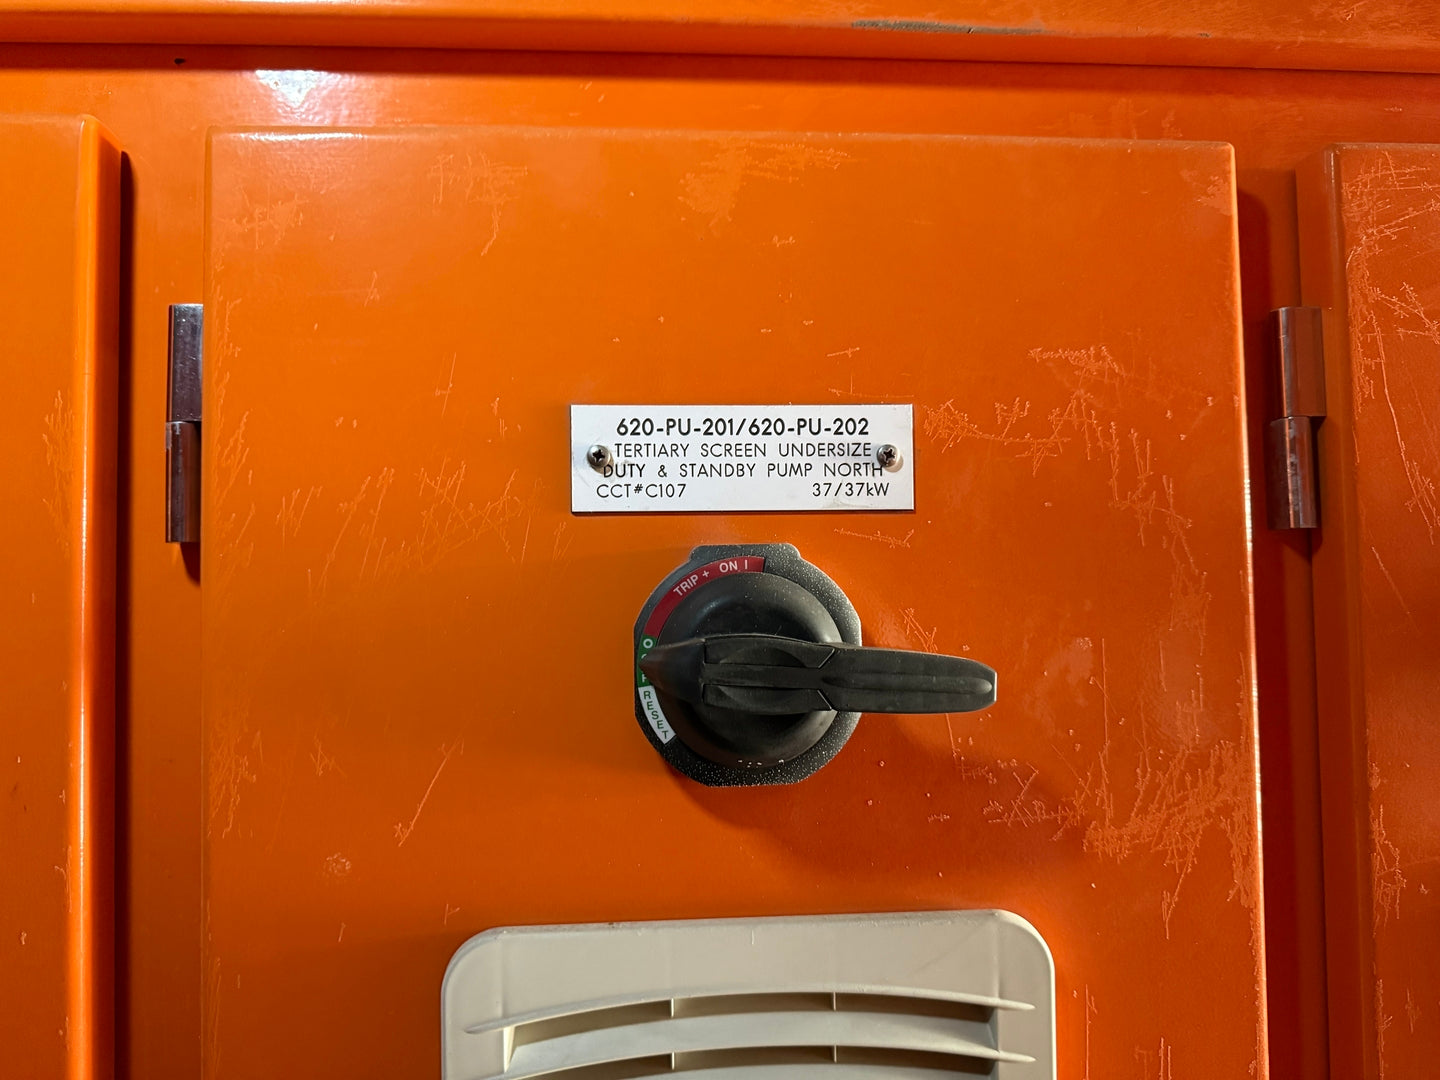 620-PU-201/620-PU-202
TERTIARY SCREEN UNDERSIZE
DUTY & STANDBY PUMP NORTH
CCT#C107 37/37kW
TRIP + ON I
O
RESET